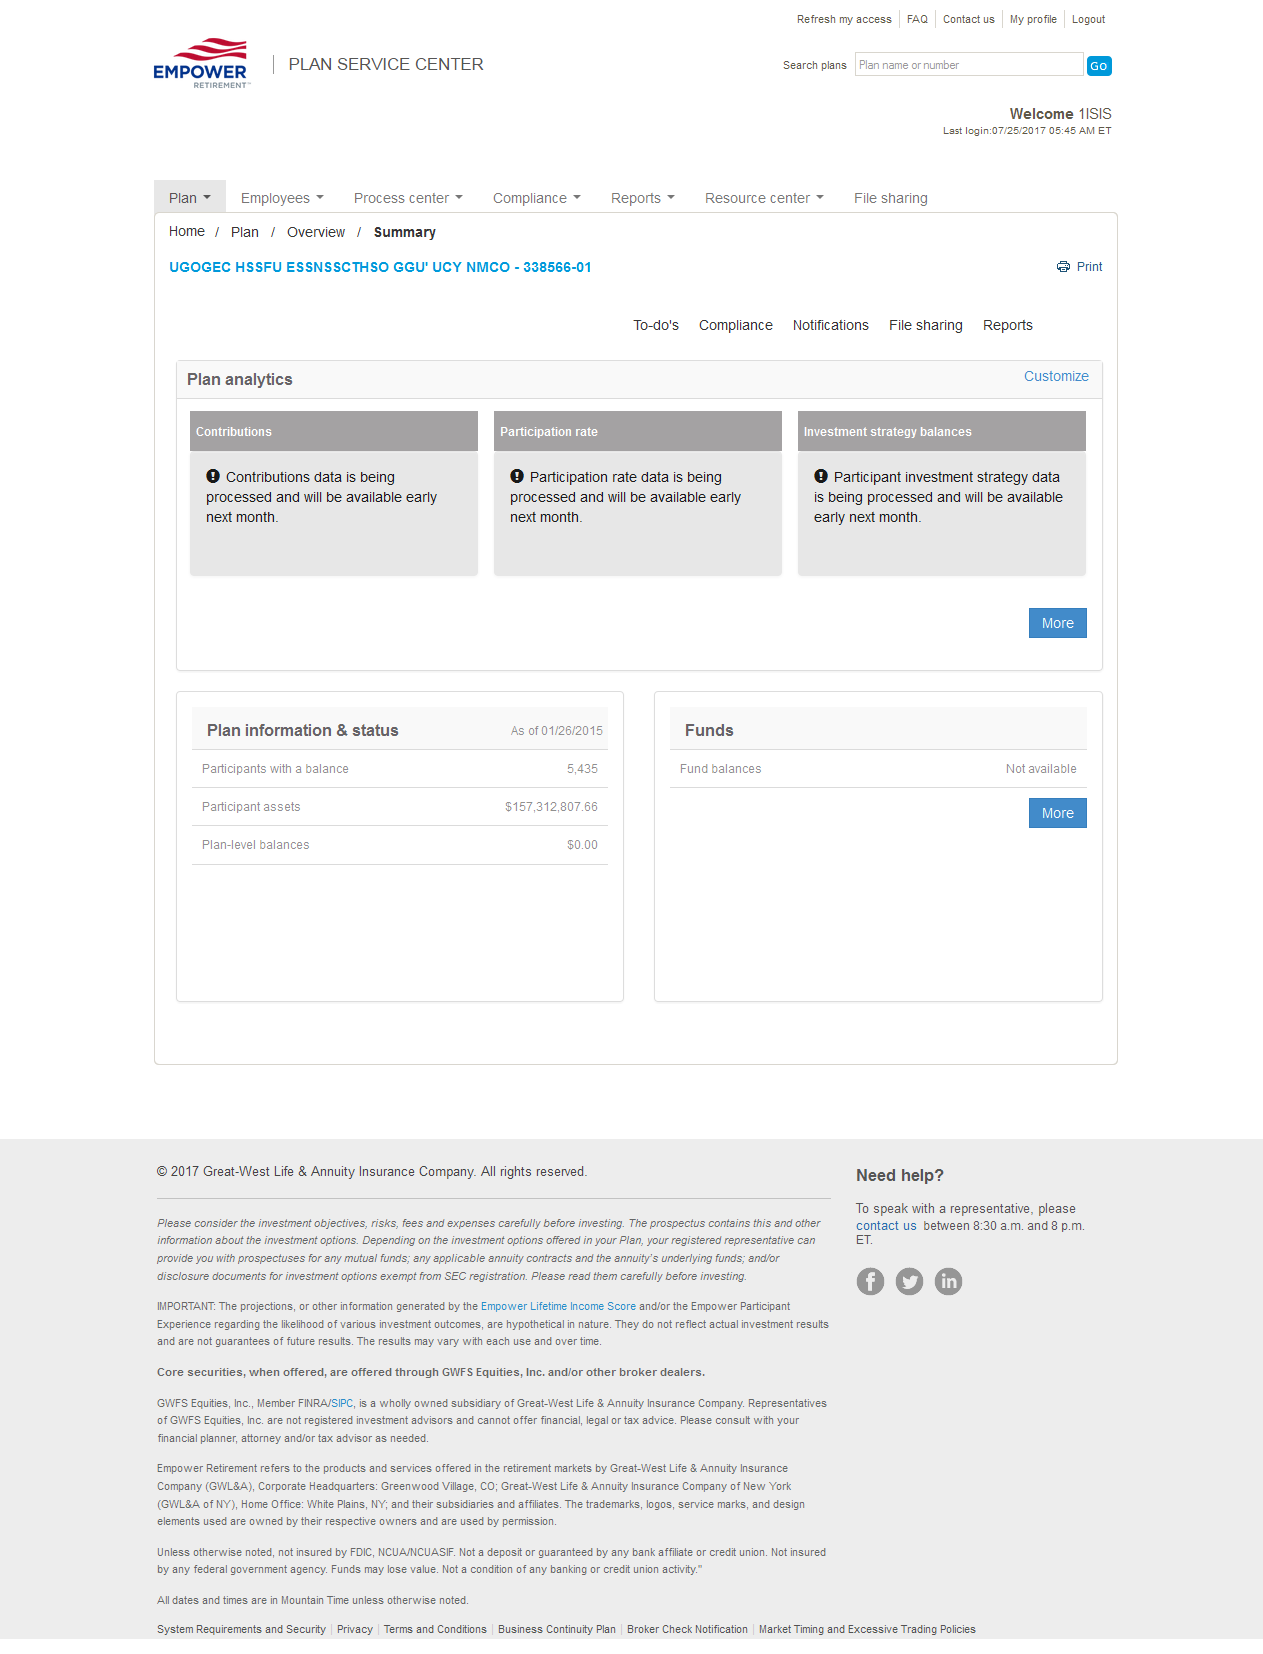 Refresh my access
FAQ
Contact us
My profile
Logout
EMPOWER
RETIREMENT™
PLAN SERVICE CENTER
Search plans
Plan name or number
Go
Welcome 1ISIS
Last login:07/25/2017 05:45 AM ET
Plan
Employees
Process center
Compliance
Reports
Resource center
File sharing
Home / Plan / Overview / Summary
UGOGEC HSSFU ESSNSSCTHSO GGU' UCY NMCO - 338566-01
Print
To-do's
Compliance
Notifications
File sharing
Reports
Plan analytics
Customize
Contributions
Contributions data is being
processed and will be available early
next month.
Participation rate
Participation rate data is being
processed and will be available early
next month.
Investment strategy balances
Participant investment strategy data
is being processed and will be available
early next month.
More
Plan information & status
As of 01/26/2015
Participants with a balance
5,435
Participant assets
$157,312,807.66
Plan-level balances
$0.00
Funds
Fund balances
Not available
More
© 2017 Great-West Life & Annuity Insurance Company. All rights reserved.
Please consider the investment objectives, risks, fees and expenses carefully before investing. The prospectus contains this and other
information about the investment options. Depending on the investment options offered in your Plan, your registered representative can
provide you with prospectuses for any mutual funds; any applicable annuity contracts and the annuity's underlying funds; and/or
disclosure documents for investment options exempt from SEC registration. Please read them carefully before investing.
IMPORTANT: The projections, or other information generated by the Empower Lifetime Income Score and/or the Empower Participant
Experience regarding the likelihood of various investment outcomes, are hypothetical in nature. They do not reflect actual investment results
and are not guarantees of future results. The results may vary with each use and over time.
Core securities, when offered, are offered through GWFS Equities, Inc. and/or other broker dealers.
GWFS Equities, Inc., Member FINRA/SIPC, is a wholly owned subsidiary of Great-West Life & Annuity Insurance Company. Representatives
of GWFS Equities, Inc. are not registered investment advisors and cannot offer financial, legal or tax advice. Please consult with your
financial planner, attorney and/or tax advisor as needed.
Empower Retirement refers to the products and services offered in the retirement markets by Great-West Life & Annuity Insurance
Company (GWL&A), Corporate Headquarters: Greenwood Village, CO; Great-West Life & Annuity Insurance Company of New York
(GWL&A of NY), Home Office: White Plains, NY; and their subsidiaries and affiliates. The trademarks, logos, service marks, and design
elements used are owned by their respective owners and are used by permission.
Unless otherwise noted, not insured by FDIC, NCUA/NCUASIF. Not a deposit or guaranteed by any bank affiliate or credit union. Not insured
by any federal government agency. Funds may lose value. Not a condition of any banking or credit union activity."
All dates and times are in Mountain Time unless otherwise noted.
System Requirements and Security | Privacy | Terms and Conditions | Business Continuity Plan | Broker Check Notification | Market Timing and Excessive Trading Policies
Need help?
To speak with a representative, please
contact us between 8:30 a.m. and 8 p.m.
ET.